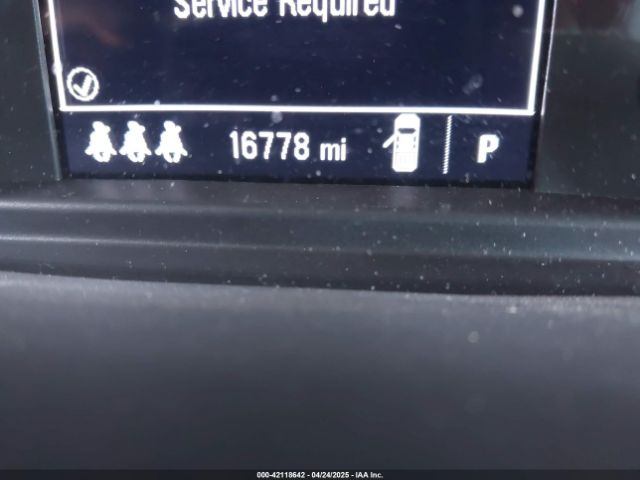 Service Required
16778 mi
P
000-42118642 - 04/24/2025 - IAA Inc.